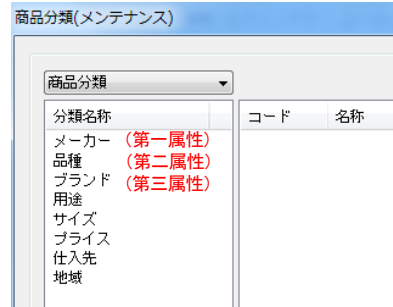 商品分類(メンテナンス)
商品分類
分類名称
コード 名称
メーカー (第一属性)
品種 (第二属性)
ブランド (第三属性)
用途
サイズ
プライス
仕入先
地域